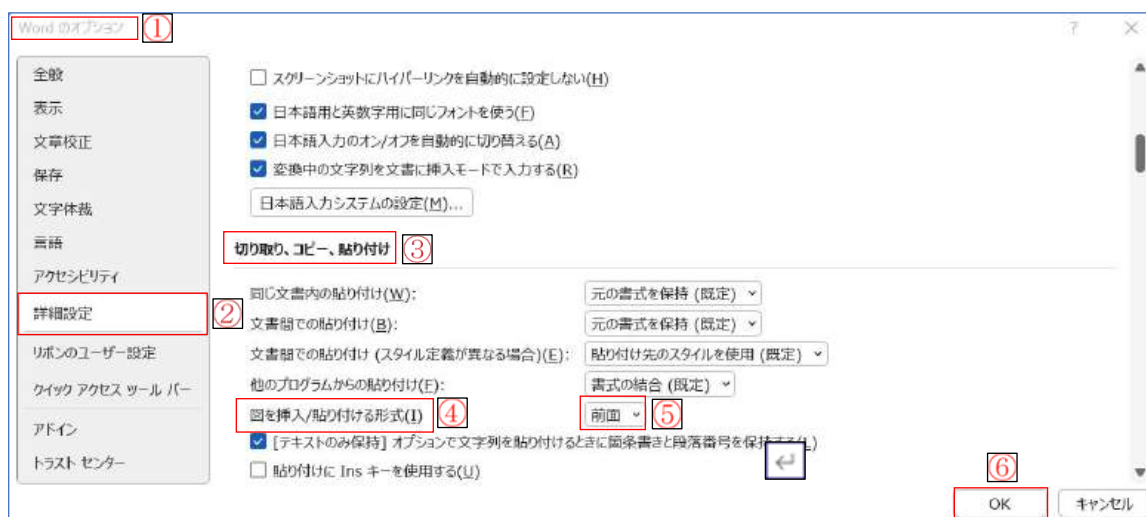 Word のオプション ①
? ×
全般
表示
文章校正
保存
文字体裁
言語
アクセシビリティ
詳細設定 ②
リボンのユーザー設定
クイック アクセス ツール バー
アドイン
トラスト センター
スクリーンショットにハイパーリンクを自動的に設定しない(H)
日本語用と英数字用に同じフォントを使う(F)
日本語入力のオン/オフを自動的に切り替える(A)
変換中の文字列を文書に挿入モードで入力する(R)
日本語入力システムの設定(M)...
切り取り、コピー、貼り付け ③
同じ文書内の貼り付け(W): 元の書式を保持 (既定)
文書間での貼り付け(B): 元の書式を保持 (既定)
文書間での貼り付け (スタイル定義が異なる場合)(E): 貼り付け先のスタイルを使用 (既定)
他のプログラムからの貼り付け(F): 書式の結合 (既定)
図を挿入/貼り付ける形式(I) ④ 前面 ⑤
[テキストのみ保持] オプションで文字列を貼り付けるときに箇条書きと段落番号を保持する(L)
貼り付けに Ins キーを使用する(U)
⑥
OK キャンセル